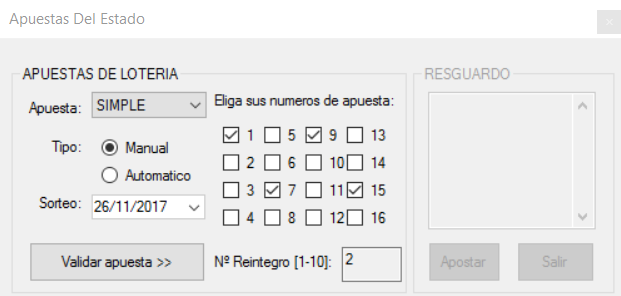 Apuestas Del Estado
APUESTAS DE LOTERIA
Apuesta: SIMPLE
Tipo: Manual
Automatico
Sorteo: 26/11/2017
Validar apuesta >>
Eliga sus numeros de apuesta:
1 5 9 13
2 6 10 14
3 7 11 15
4 8 12 16
Nº Reintegro [1-10]: 2
RESGUARDO
Apostar Salir